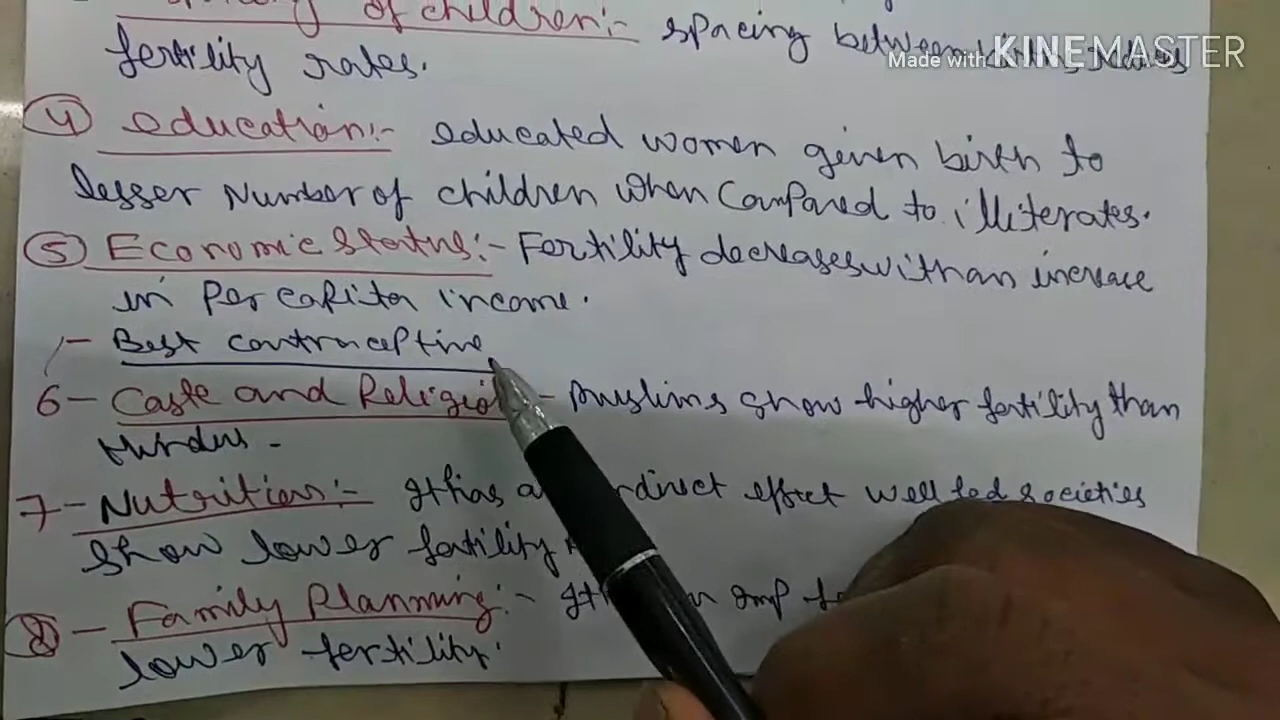 of children:- spacing between
Made with KINEMASTER
fertility rates.
4 education:- educated women given birth to
lesser Number of children when compared to illiterates.
5 Economic status:- Fertility decreases with an increase
in per capita income.
- Best contraceptive
6- Caste and Religion - Muslims show higher fertility than
Hindus -
7- Nutrition:- It has effect well fed societies
show lower fertility
8- Family Planning:- imp
lower fertility.